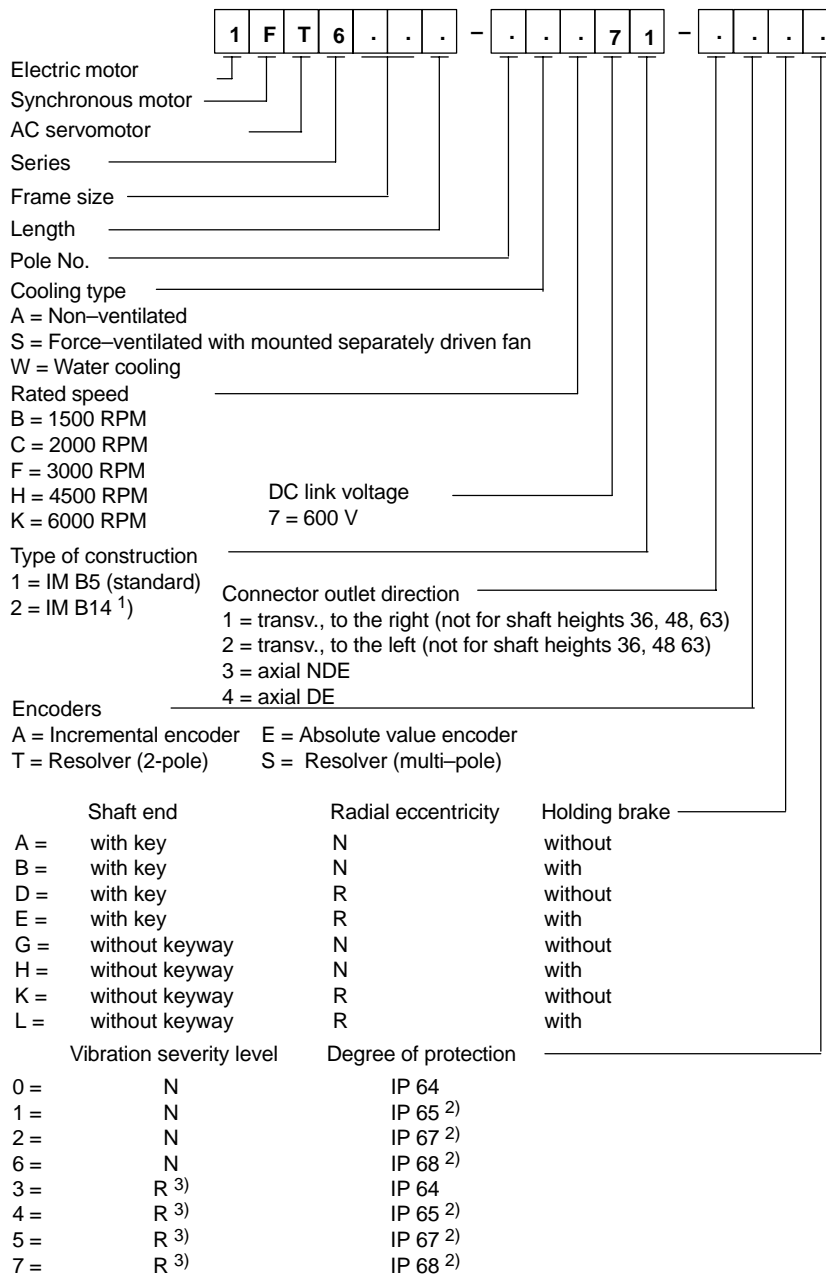 1 F T 6 . . . – . . . 7 1 – . . . .
Electric motor
Synchronous motor
AC servomotor
Series
Frame size
Length
Pole No.
Cooling type
A = Non–ventilated
S = Force–ventilated with mounted separately driven fan
W = Water cooling
Rated speed
B = 1500 RPM
C = 2000 RPM
F = 3000 RPM
H = 4500 RPM
K = 6000 RPM
DC link voltage
7 = 600 V
Type of construction
1 = IM B5 (standard)
2 = IM B14 1)
Connector outlet direction
1 = transv., to the right (not for shaft heights 36, 48, 63)
2 = transv., to the left (not for shaft heights 36, 48 63)
3 = axial NDE
4 = axial DE
Encoders
A = Incremental encoder E = Absolute value encoder
T = Resolver (2-pole) S = Resolver (multi–pole)
Shaft end Radial eccentricity Holding brake
A = with key N without
B = with key N with
D = with key R without
E = with key R with
G = without keyway N without
H = without keyway N with
K = without keyway R without
L = without keyway R with
Vibration severity level Degree of protection
0 = N IP 64
1 = N IP 65 2)
2 = N IP 67 2)
6 = N IP 68 2)
3 = R 3) IP 64
4 = R 3) IP 65 2)
5 = R 3) IP 67 2)
7 = R 3) IP 68 2)